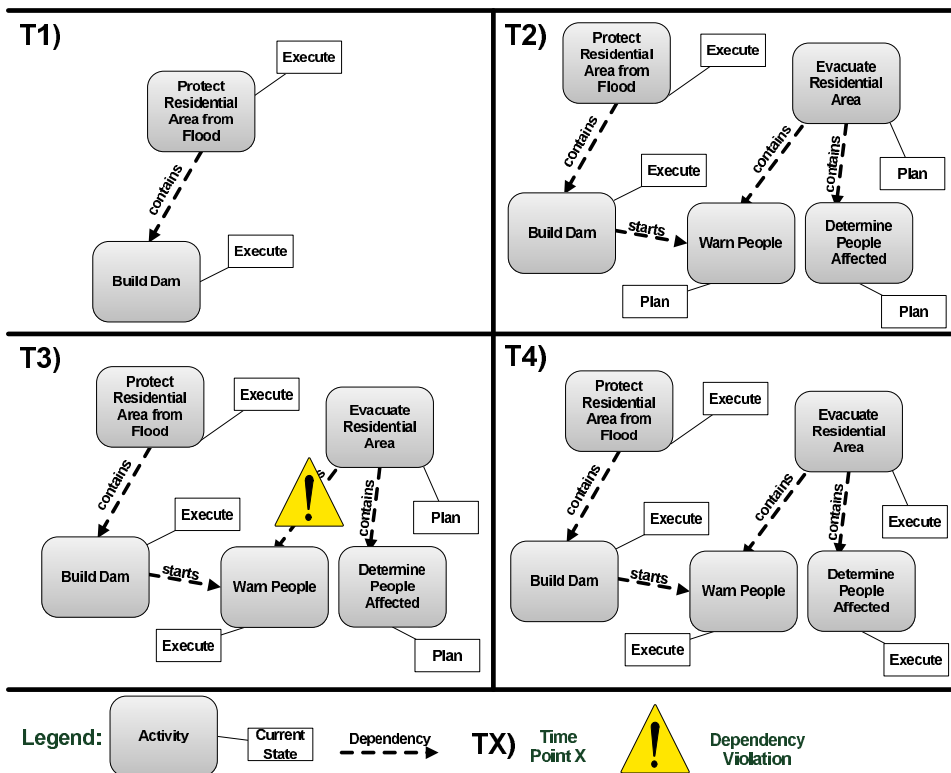 T1)
Execute
Protect
Residential
Area from
Flood
contains
Execute
Build Dam
T2)
Protect
Residential
Area from
Flood
Execute
Evacuate
Residential
Area
contains
contains
contains
Plan
Execute
Build Dam
starts
Warn People
Determine
People
Affected
Plan
Plan
T3)
Protect
Residential
Area from
Flood
Execute
Evacuate
Residential
Area
contains
s
contains
Plan
Execute
Build Dam
starts
Warn People
Determine
People
Affected
Execute
Plan
T4)
Protect
Residential
Area from
Flood
Execute
Evacuate
Residential
Area
contains
contains
contains
Execute
Execute
Build Dam
starts
Warn People
Determine
People
Affected
Execute
Execute
Legend:
Activity
Current
State
Dependency
TX)
Time
Point X
Dependency
Violation